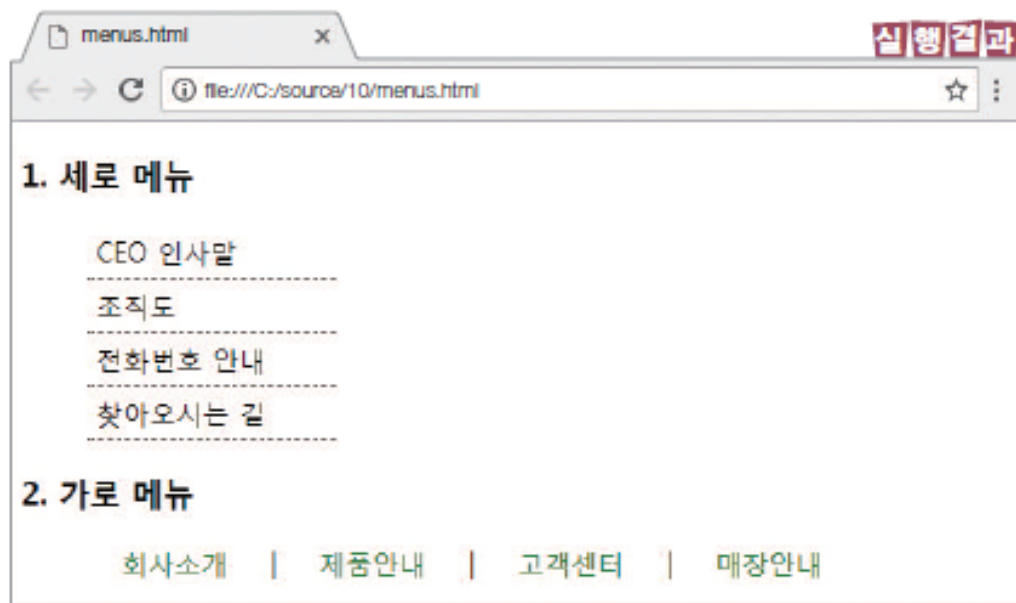 menus.html
실행결과
file:///C:/source/10/menus.html
1. 세로 메뉴
CEO 인사말
조직도
전화번호 안내
찾아오시는 길
2. 가로 메뉴
회사소개 | 제품안내 | 고객센터 | 매장안내